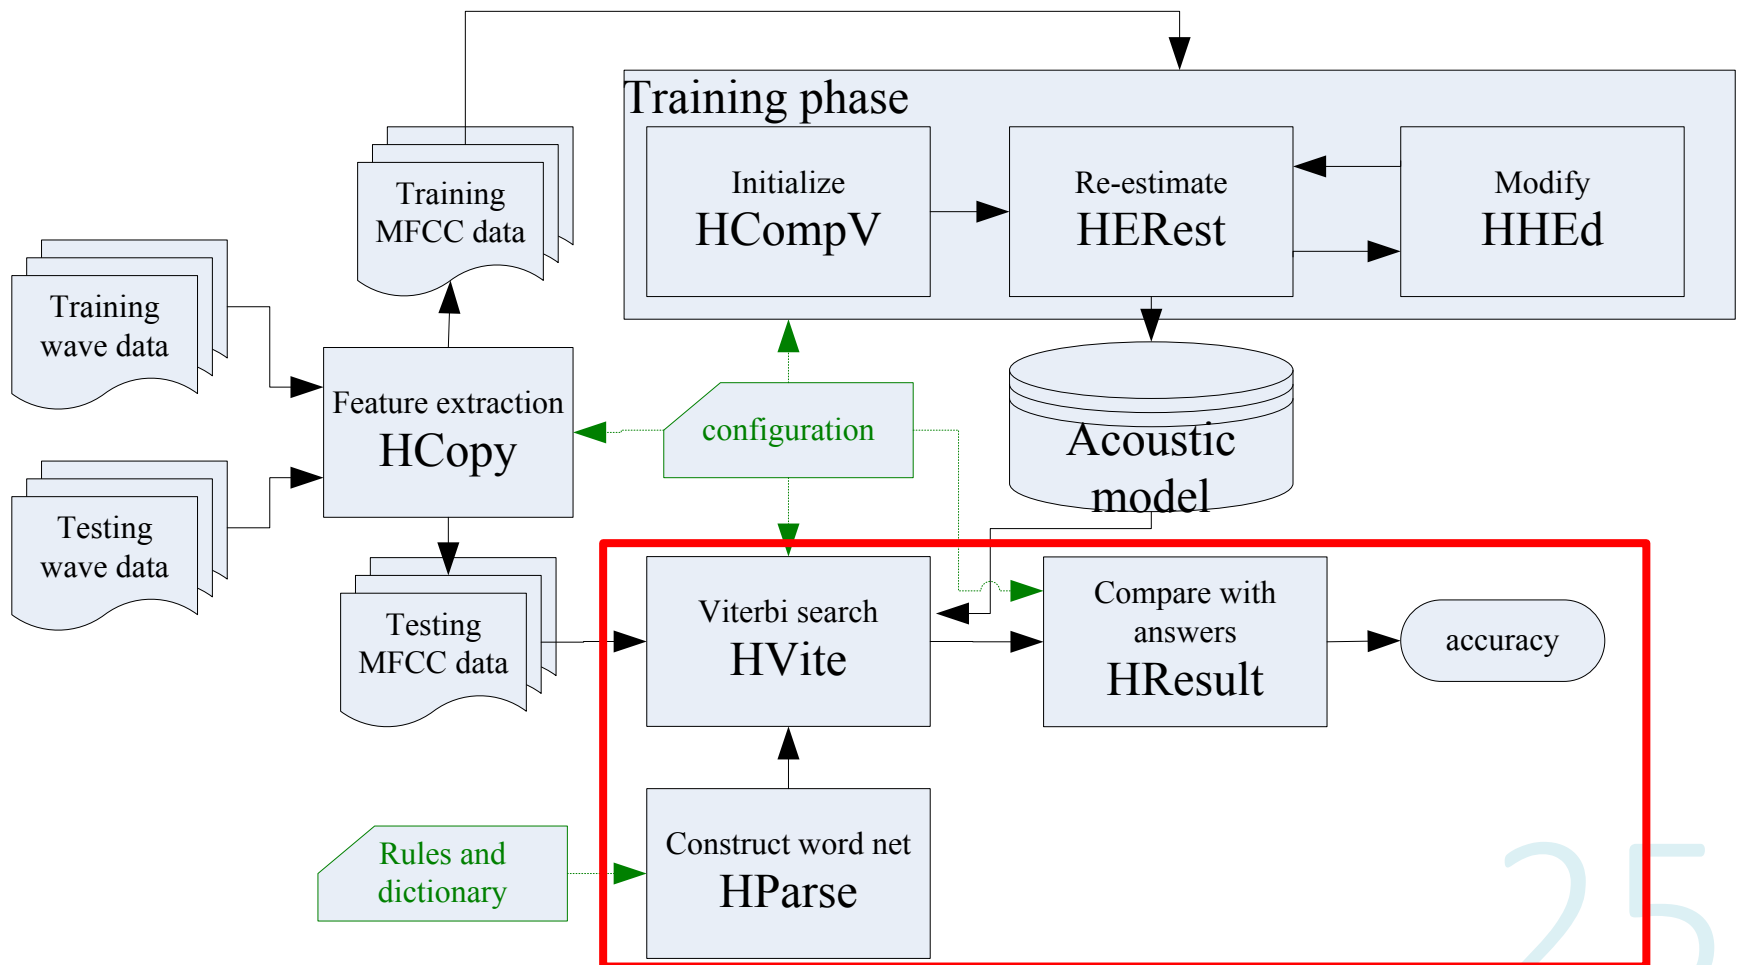 Training phase
Initialize
HCompV
Re-estimate
HERest
Modify
HHEd
Training
MFCC data
Training
wave data
Feature extraction
HCopy
configuration
Acoustic
model
Testing
wave data
Testing
MFCC data
Viterbi search
HVite
Compare with
answers
HResult
accuracy
Rules and
dictionary
Construct word net
HParse
25